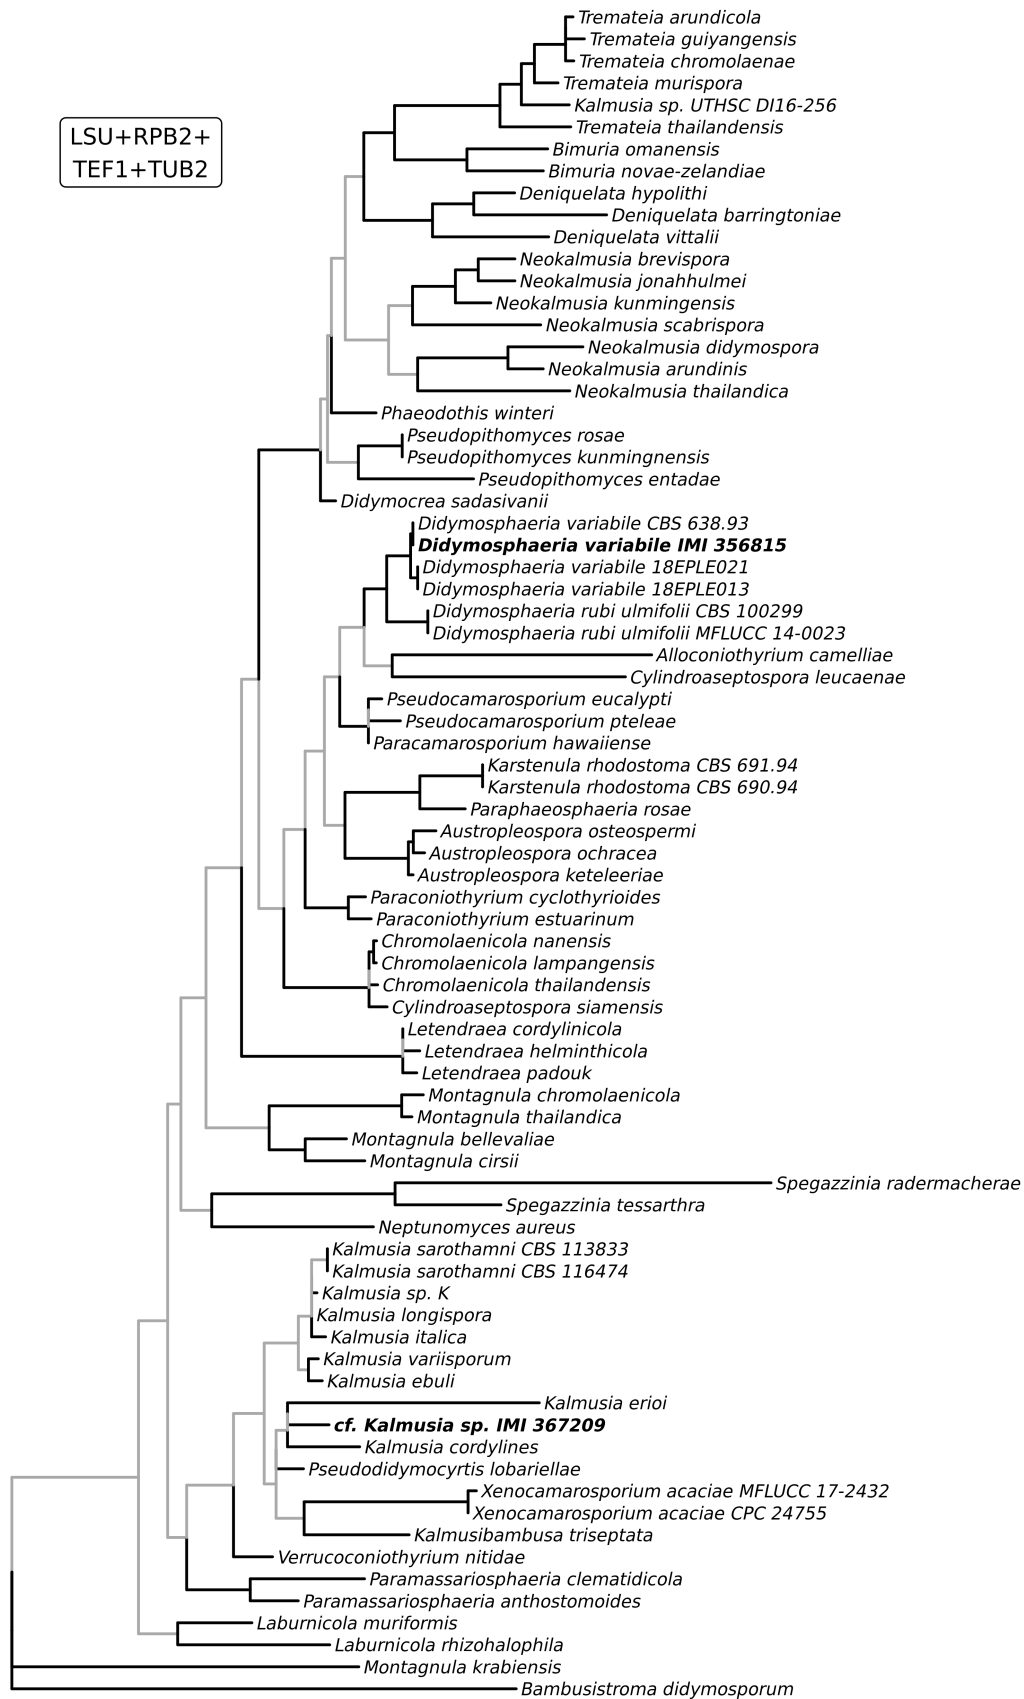 Tremateia arundicola
Tremateia guiyangensis
Tremateia chromolaenae
Tremateia murispora
Kalmusia sp. UTHSC DI16-256
LSU+RPB2+
TEF1+TUB2
Tremateia thailandensis
Bimuria omanensis
Bimuria novae-zelandiae
Deniquelata hypolithi
Deniquelata barringtoniae
Deniquelata vittalii
Neokalmusia brevispora
Neokalmusia jonahhulmei
Neokalmusia kunmingensis
Neokalmusia scabrispora
Neokalmusia didymospora
Neokalmusia arundinis
Neokalmusia thailandica
Phaeodothis winteri
Pseudopithomyces rosae
Pseudopithomyces kunmingnensis
Pseudopithomyces entadae
Didymocrea sadasivanii
Didymosphaeria variabile CBS 638.93
Didymosphaeria variabile IMI 356815
Didymosphaeria variabile 18EPLE021
Didymosphaeria variabile 18EPLE013
Didymosphaeria rubi ulmifolii CBS 100299
Didymosphaeria rubi ulmifolii MFLUCC 14-0023
Alloconiothyrium camelliae
Cylindroaseptospora leucaenae
Pseudocamarosporium eucalypti
Pseudocamarosporium pteleae
Paracamarosporium hawaiiense
Karstenula rhodostoma CBS 691.94
Karstenula rhodostoma CBS 690.94
Paraphaeosphaeria rosae
Austropleospora osteospermi
Austropleospora ochracea
Austropleospora keteleeriae
Paraconiothyrium cyclothyrioides
Paraconiothyrium estuarinum
Chromolaenicola nanensis
Chromolaenicola lampangensis
Chromolaenicola thailandensis
Cylindroaseptospora siamensis
Letendraea cordylinicola
Letendraea helminthicola
Letendraea padouk
Montagnula chromolaenicola
Montagnula thailandica
Montagnula bellevaliae
Montagnula cirsii
Spegazzinia radermacherae
Spegazzinia tessarthra
Neptunomyces aureus
Kalmusia sarothamni CBS 113833
Kalmusia sarothamni CBS 116474
Kalmusia sp. K
Kalmusia longispora
Kalmusia italica
Kalmusia variisporum
Kalmusia ebuli
Kalmusia erioi
cf. Kalmusia sp. IMI 367209
Kalmusia cordylines
Pseudodidymocyrtis lobariellae
Xenocamarosporium acaciae MFLUCC 17-2432
Xenocamarosporium acaciae CPC 24755
Kalmusibambusa triseptata
Verrucoconiothyrium nitidae
Paramassariosphaeria clematidicola
Paramassariosphaeria anthostomoides
Laburnicola muriformis
Laburnicola rhizohalophila
Montagnula krabiensis
Bambusistroma didymosporum